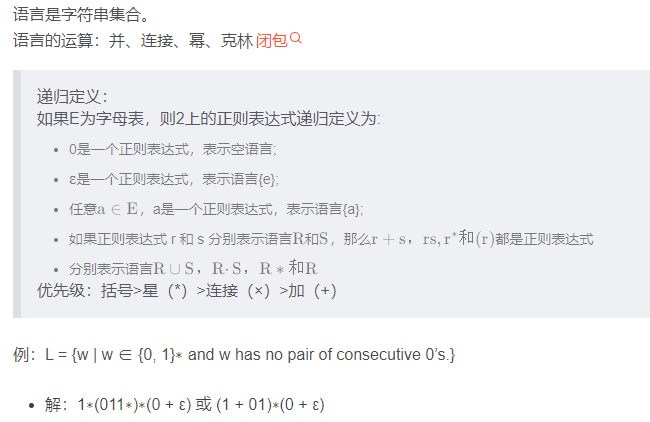 语言是字符串集合。
语言的运算：并、连接、幂、克林闭包
递归定义：
如果E为字母表，则2上的正则表达式递归定义为:
• 0是一个正则表达式，表示空语言;
• ε是一个正则表达式，表示语言{e};
• 任意a ∈ E，a是一个正则表达式，表示语言{a};
• 如果正则表达式 r 和 s 分别表示语言R和S，那么r + s，rs, r*和(r)都是正则表达式
• 分别表示语言R ∪ S，R· S，R ∗ 和R
优先级：括号>星（*）>连接（×）>加（+）
例：L = {w | w ∈ {0, 1}∗ and w has no pair of consecutive 0’s.}
• 解：1∗(011∗)∗(0 + ε) 或 (1 + 01)∗(0 + ε)